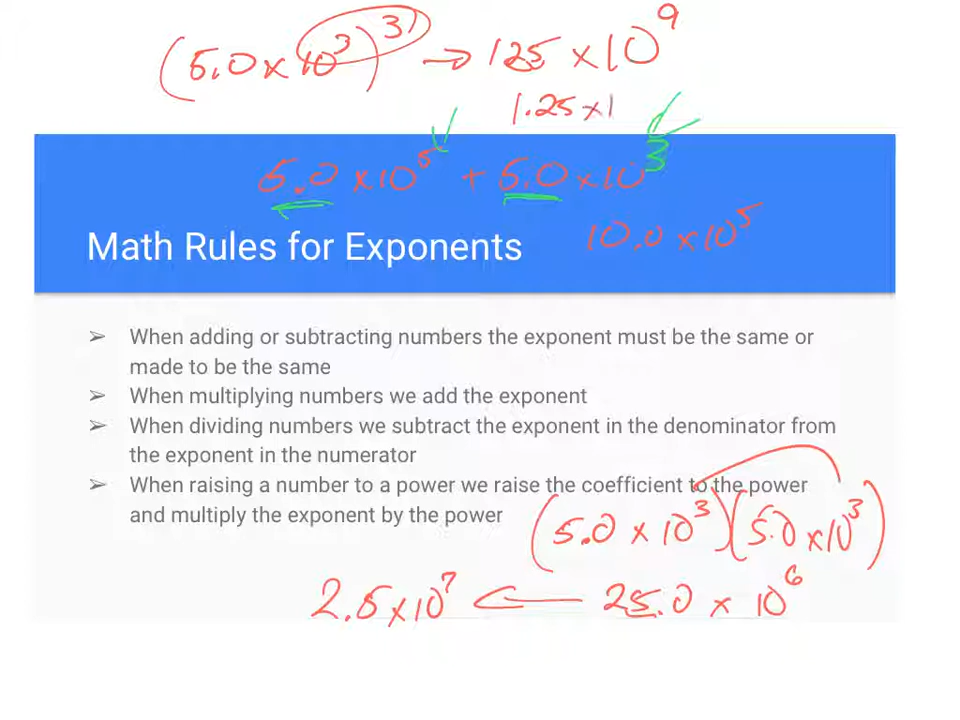 (5.0 x 10³)³ → 125 x 10⁹
1.25 x 1
5.0 x 10⁵ + 5.0 x 10³
10.0 x 10⁵
Math Rules for Exponents
➢ When adding or subtracting numbers the exponent must be the same or
made to be the same
➢ When multiplying numbers we add the exponent
➢ When dividing numbers we subtract the exponent in the denominator from
the exponent in the numerator
➢ When raising a number to a power we raise the coefficient to the power
and multiply the exponent by the power
(5.0 x 10³)(5.0 x 10³)
2.5 x 10⁷ ← 25.0 x 10⁶